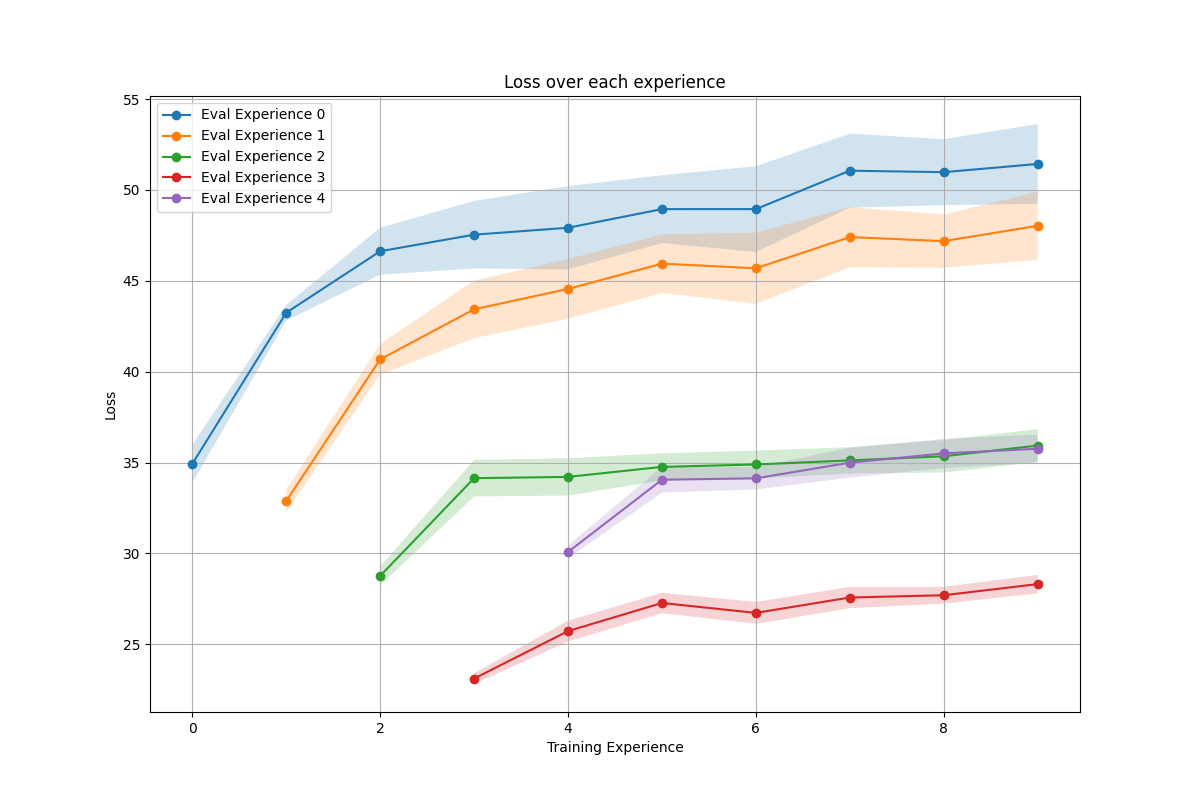 Loss over each experience
55
50
45
40
35
30
25
Loss
Eval Experience 0
Eval Experience 1
Eval Experience 2
Eval Experience 3
Eval Experience 4
0 2 4 6 8
Training Experience